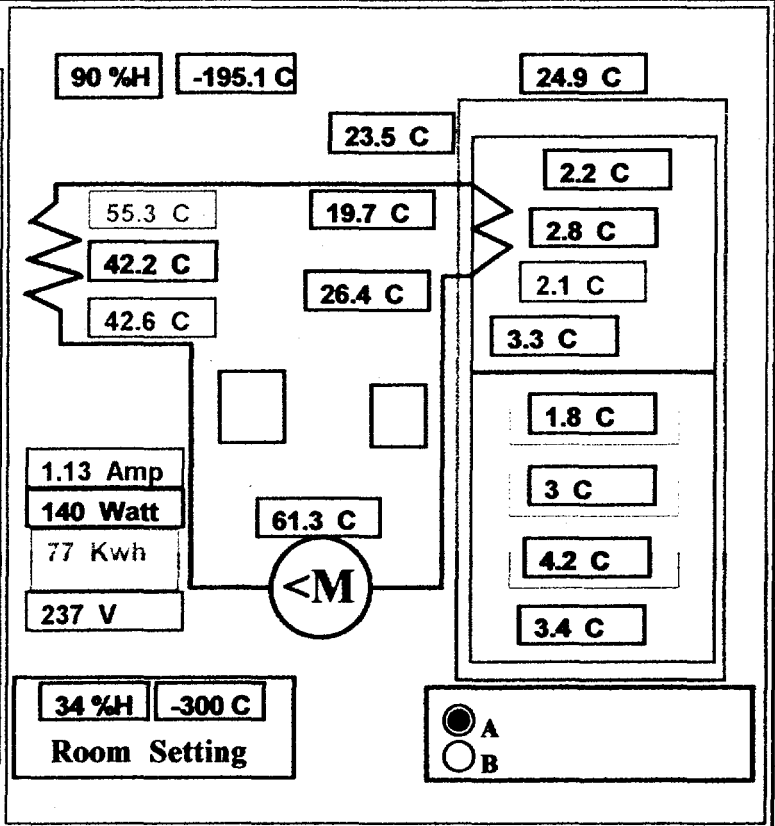 90 %H
-195.1 C
24.9 C
23.5 C
2.2 C
55.3 C
19.7 C
2.8 C
42.2 C
26.4 C
2.1 C
42.6 C
3.3 C
1.8 C
1.13 Amp
3 C
140 Watt
61.3 C
77 Kwh
4.2 C
<M
237 V
3.4 C
34 %H
-300 C
Room Setting
A
B